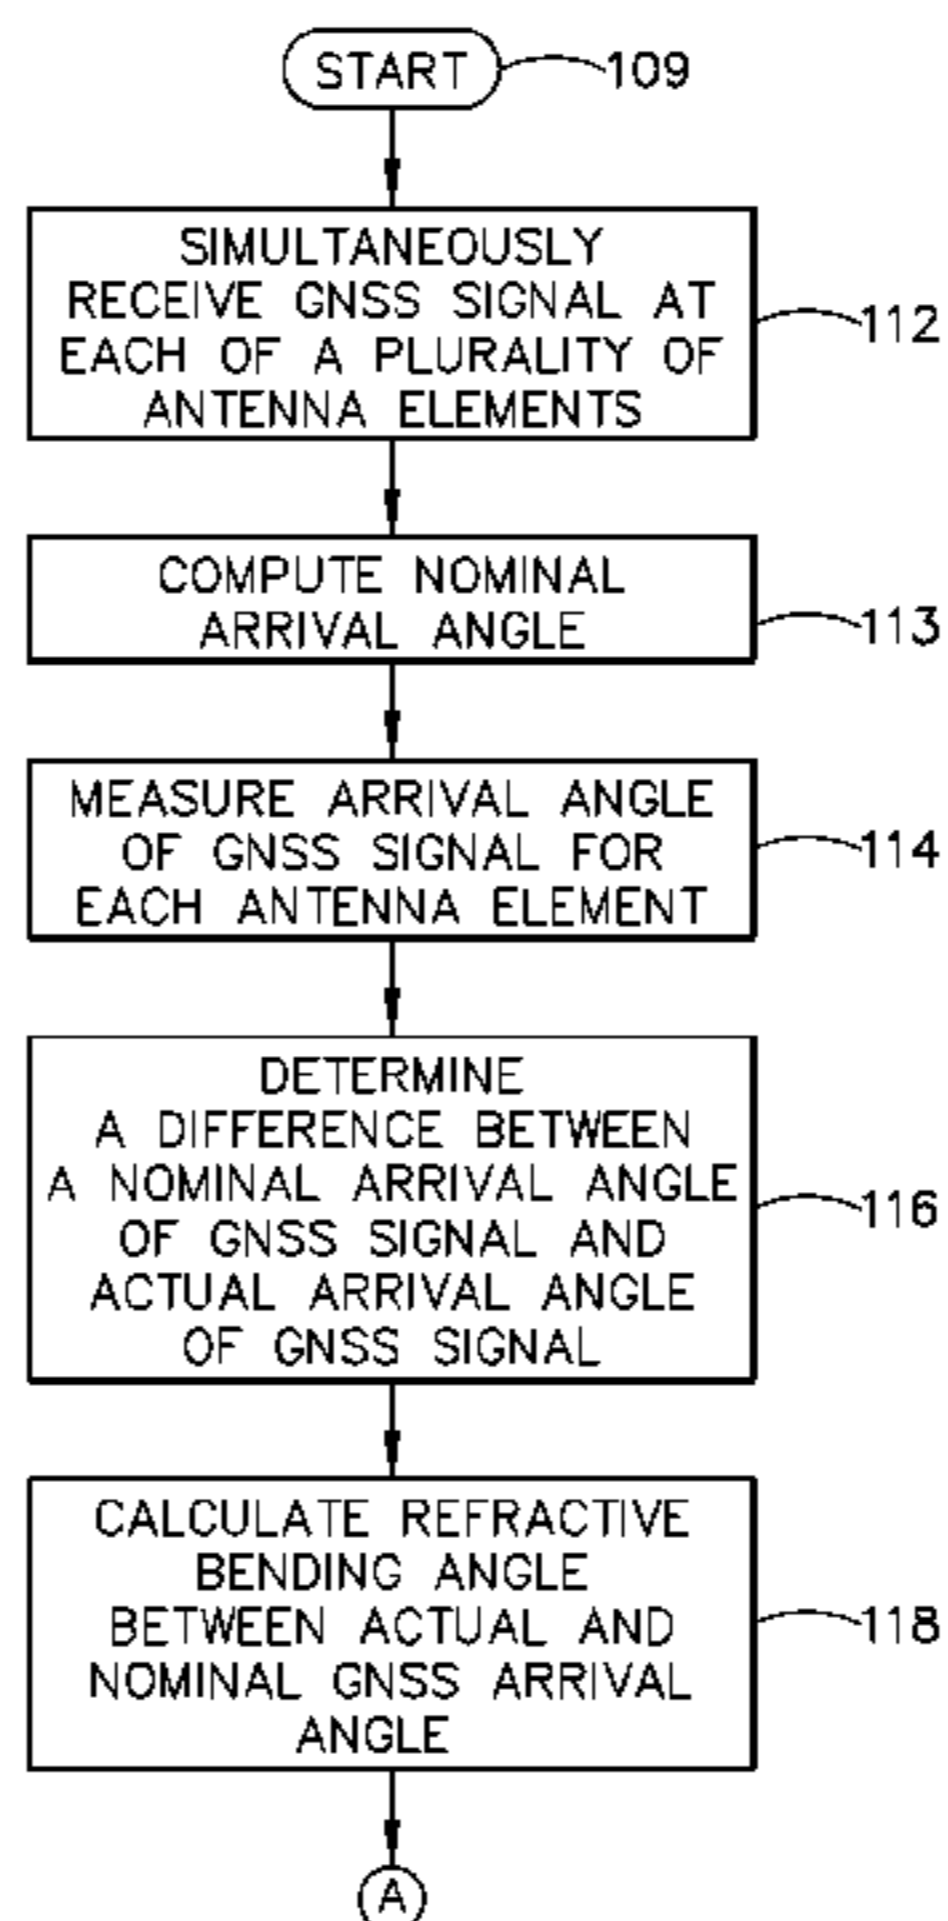 START
109
SIMULTANEOUSLY
RECEIVE GNSS SIGNAL AT
EACH OF A PLURALITY OF
ANTENNA ELEMENTS
112
COMPUTE NOMINAL
ARRIVAL ANGLE
113
MEASURE ARRIVAL ANGLE
OF GNSS SIGNAL FOR
EACH ANTENNA ELEMENT
114
DETERMINE
A DIFFERENCE BETWEEN
A NOMINAL ARRIVAL ANGLE
OF GNSS SIGNAL AND
ACTUAL ARRIVAL ANGLE
OF GNSS SIGNAL
116
CALCULATE REFRACTIVE
BENDING ANGLE
BETWEEN ACTUAL AND
NOMINAL GNSS ARRIVAL
ANGLE
118
A